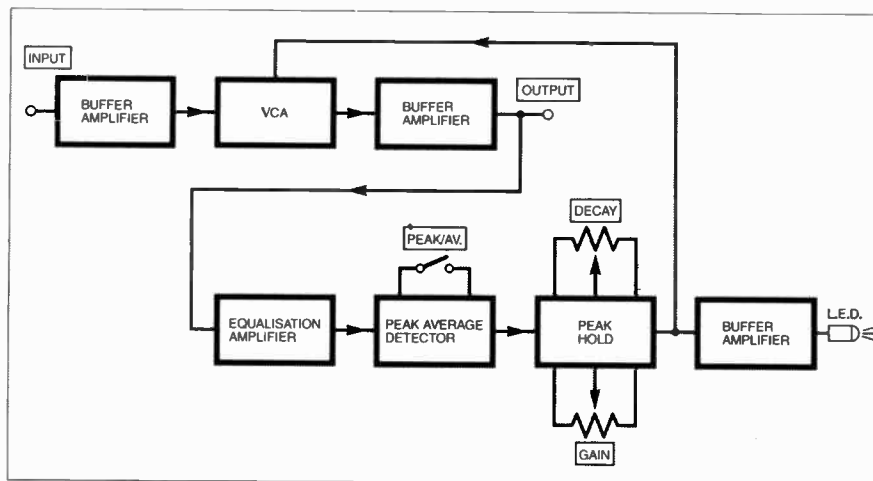 INPUT
BUFFER
AMPLIFIER
VCA
BUFFER
AMPLIFIER
OUTPUT
DECAY
PEAK/AV.
EQUALISATION
AMPLIFIER
PEAK AVERAGE
DETECTOR
PEAK
HOLD
BUFFER
AMPLIFIER
L.E.D.
GAIN